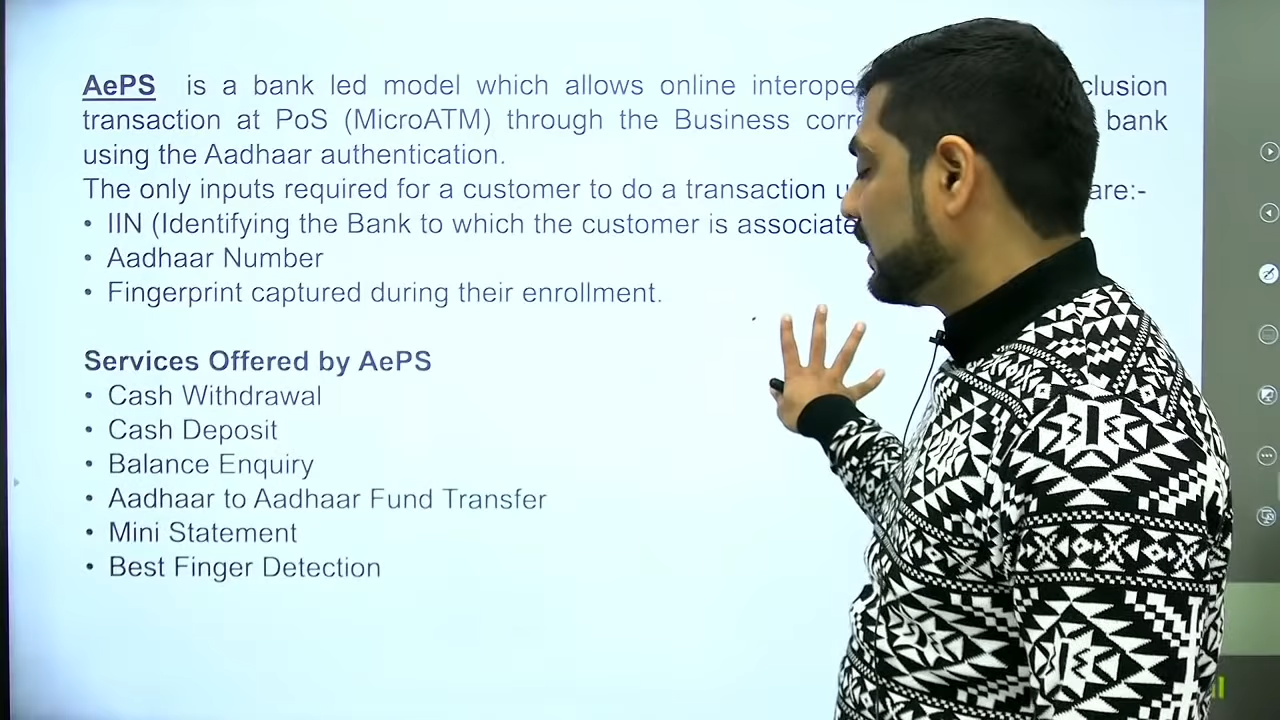 AePS is a bank led model which allows online interope clusion
transaction at PoS (MicroATM) through the Business corre bank
using the Aadhaar authentication.
The only inputs required for a customer to do a transaction u are:-
• IIN (Identifying the Bank to which the customer is associate
• Aadhaar Number
• Fingerprint captured during their enrollment.
Services Offered by AePS
• Cash Withdrawal
• Cash Deposit
• Balance Enquiry
• Aadhaar to Aadhaar Fund Transfer
• Mini Statement
• Best Finger Detection